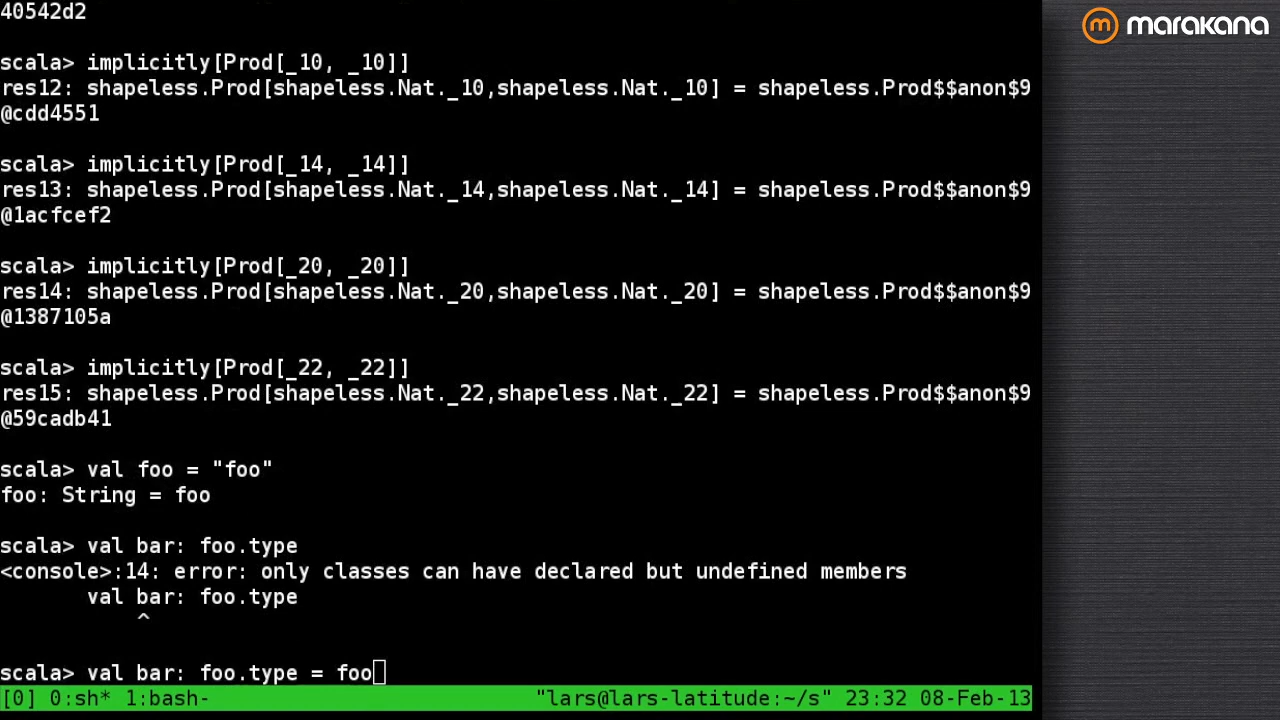 40542d2
marakana
scala> implicitly[Prod[_10, _10]]
res12: shapeless.Prod[shapeless.Nat._10,shapeless.Nat._10] = shapeless.Prod$$anon$9
@cdd4551
scala> implicitly[Prod[_14, _14]]
res13: shapeless.Prod[shapeless.Nat._14,shapeless.Nat._14] = shapeless.Prod$$anon$9
@1acfcef2
scala> implicitly[Prod[_20, _20]]
res14: shapeless.Prod[shapeless.Nat._20,shapeless.Nat._20] = shapeless.Prod$$anon$9
@1387105a
scala> implicitly[Prod[_22, _22]]
res15: shapeless.Prod[shapeless.Nat._22,shapeless.Nat._22] = shapeless.Prod$$anon$9
@59cadb41
scala> val foo = "foo"
foo: String = foo
scala> val bar: foo.type
<console>:14: error: only classes can have declared but undefined members
       val bar: foo.type
           ^
scala> val bar: foo.type = foo
[0] 0:sh* 1:bash- "lars@lars-latitude:~/s" 23:32 08-Feb-13